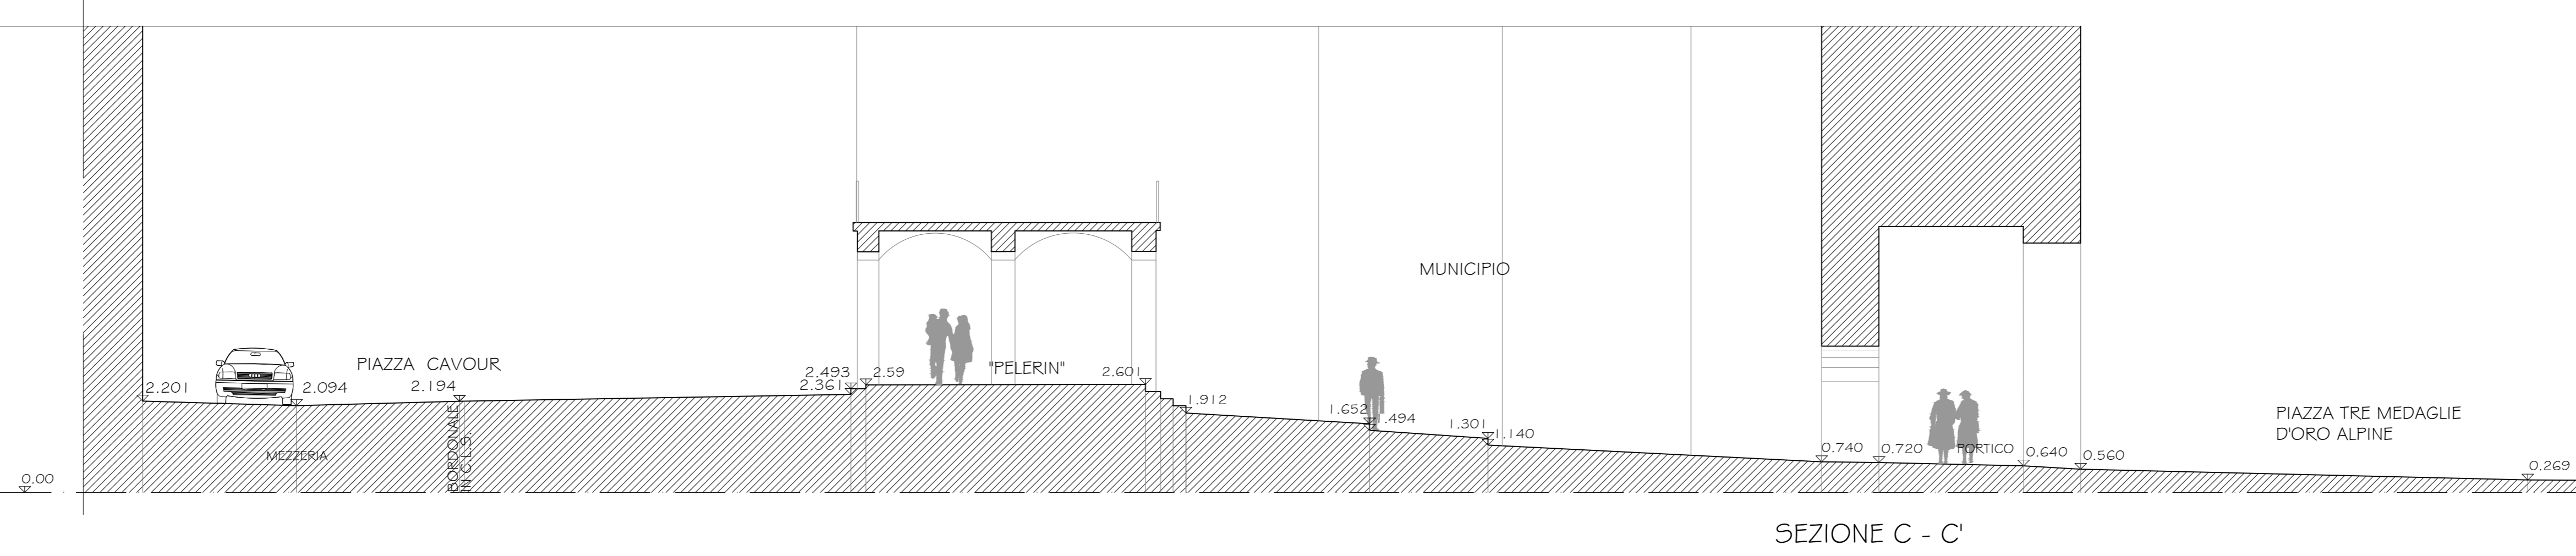 MUNICIPIO
"PELERIN"
PIAZZA  CAVOUR
2.493
2.59
2.601
2.361
2.201
2.094
2.194
1.912
1.652
1.494
1.301
1.140
BORDONALE
IN C.L.S.
MEZZERIA
PIAZZA TRE MEDAGLIE
D'ORO ALPINE
0.740
0.720
PORTICO
0.640
0.560
0.269
0.00
SEZIONE C - C'